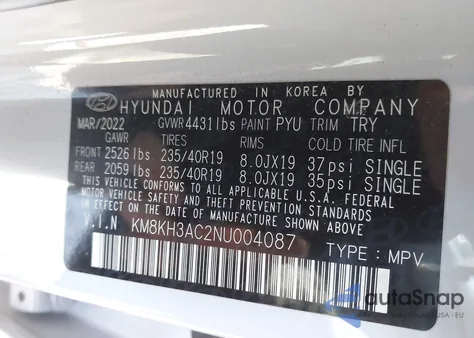 MANUFACTURED IN KOREA BY
HYUNDAI MOTOR COMPANY
MAR/2022 GVWR 4431lbs PAINT PYU TRIM TRY
GAWR TIRES RIMS COLD TIRE INFL
FRONT 2526lbs 235/40R19 8.0JX19 37psi SINGLE
REAR 2059lbs 235/40R19 8.0JX19 35psi SINGLE
THIS VEHICLE CONFORMS TO ALL APPLICABLE U.S.A. FEDERAL
MOTOR VEHICLE SAFETY AND THEFT PREVENTION STANDARDS
IN EFFECT ON THE DATE OF MANUFACTURE SHOWN ABOVE
V.I.N KM8KH3AC2NU004087
TYPE : MPV
autoSnap
USA - EU